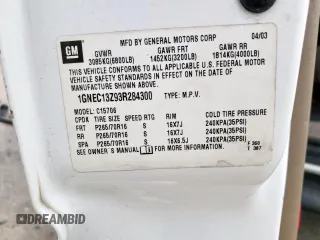 GM
MFD BY GENERAL MOTORS CORP 04/03
GVWR GAWR FRT GAWR RR
3085KG(6800LB) 1452KG(3200LB) 1814KG(4000LB)
THIS VEHICLE CONFORMS TO ALL APPLICABLE U.S. FEDERAL MOTOR
VEHICLE SAFETY STANDARDS IN EFFECT ON THE DATE OF
MANUFACTURE SHOWN ABOVE.
1GNEC13Z93R284300 TYPE: M.P.V.
MODEL: C15706
CPDK TIRE SIZE SPEED RTG RIM COLD TIRE PRESSURE
FRT P265/70R16 S 16X7J 240KPA(35PSI)
RR P265/70R16 S 16X7J 240KPA(35PSI)
SPA P265/70R16 S 16X6.5J 240KPA(35PSI)
SEE OWNER'S MANUAL FOR MORE INFORMATION.
AUTOBIDMASTER